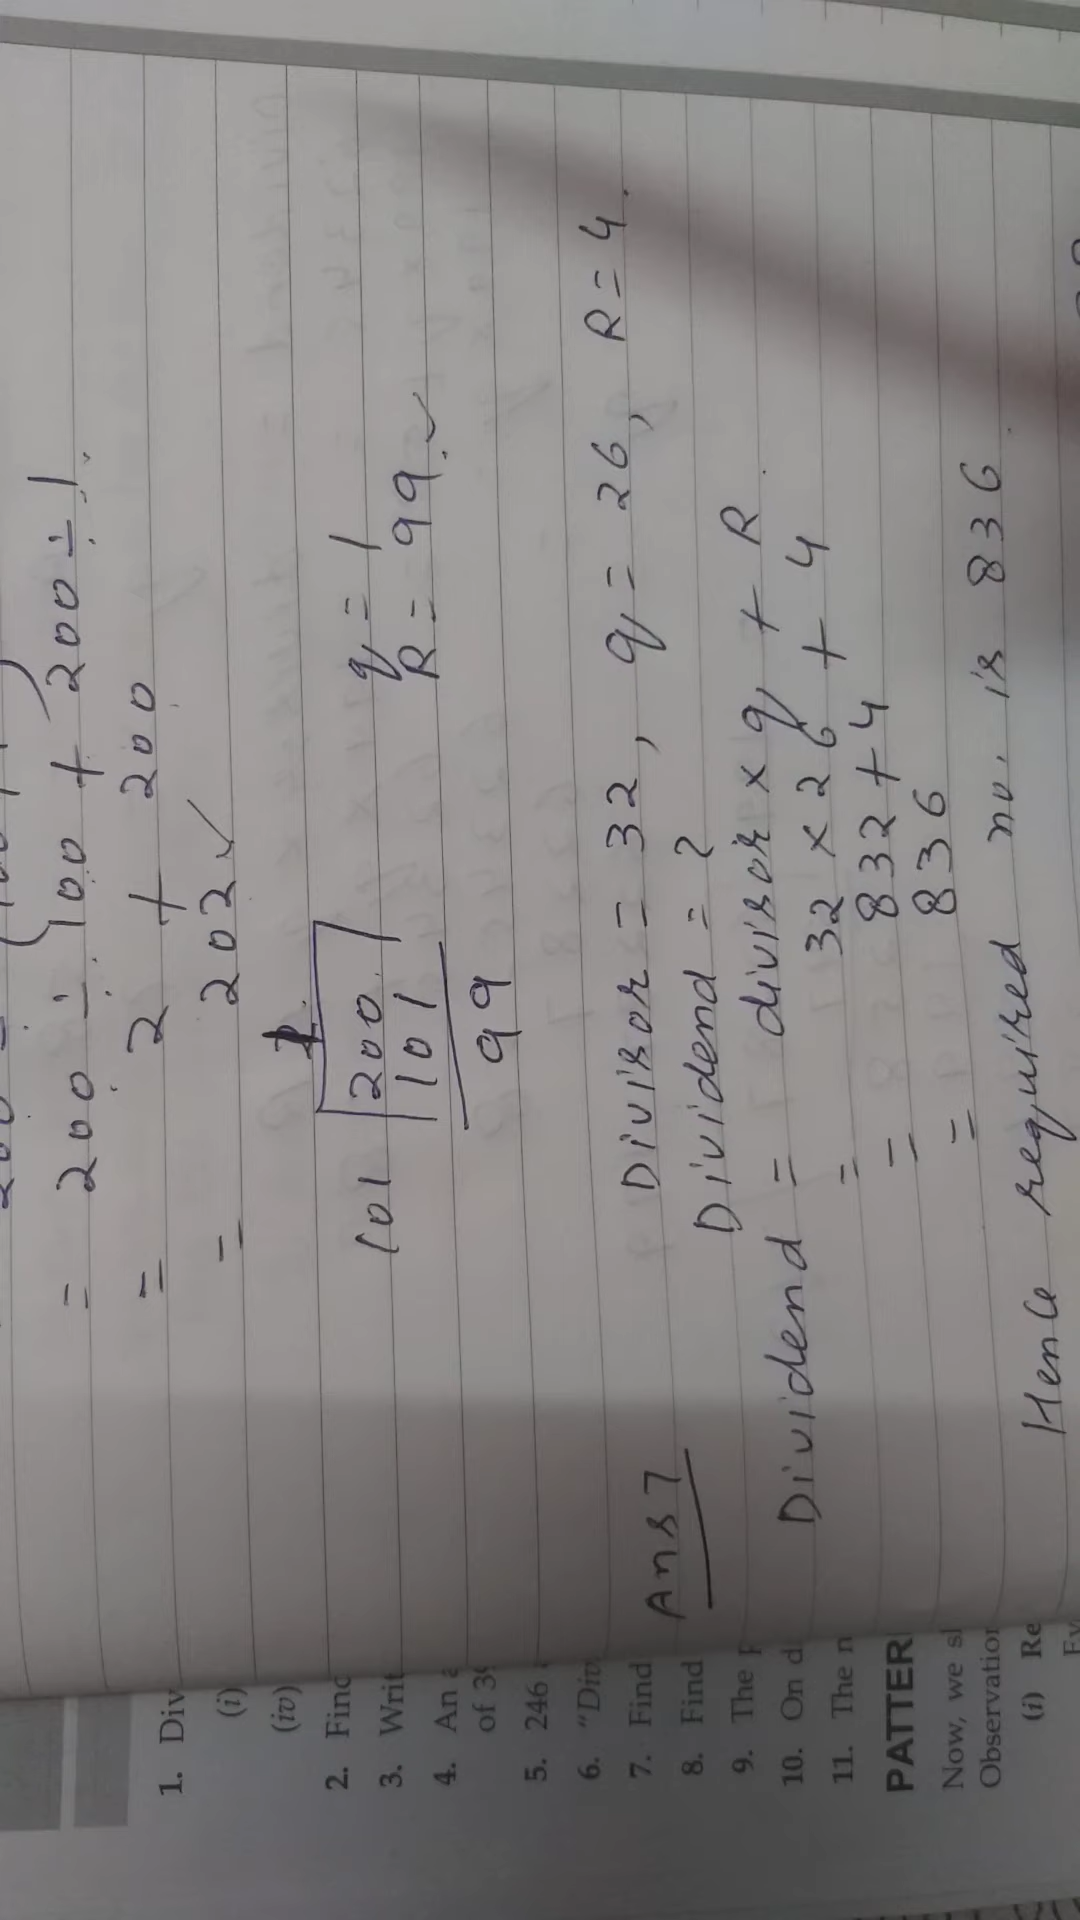 = 200 ÷ 100 + 200 ÷ 1
= 2 + 200
= 202 ✓
1
101 200 q = 1
101 R = 99 ✓
99
Ans 7 Divisor = 32, q = 26, R = 4.
Dividend = ?
Dividend = divisor × q + R
= 32 × 26 + 4
= 832 + 4
= 836
Hence required no. is 836
1. Div
(i)
(iv)
2. Find
3. Writ
4. An
of 3
5. 246
6. "Div
7. Find
8. Find
9. The
10. On d
11. The n
PATTER
Now, we sh
Observation
(i) Re